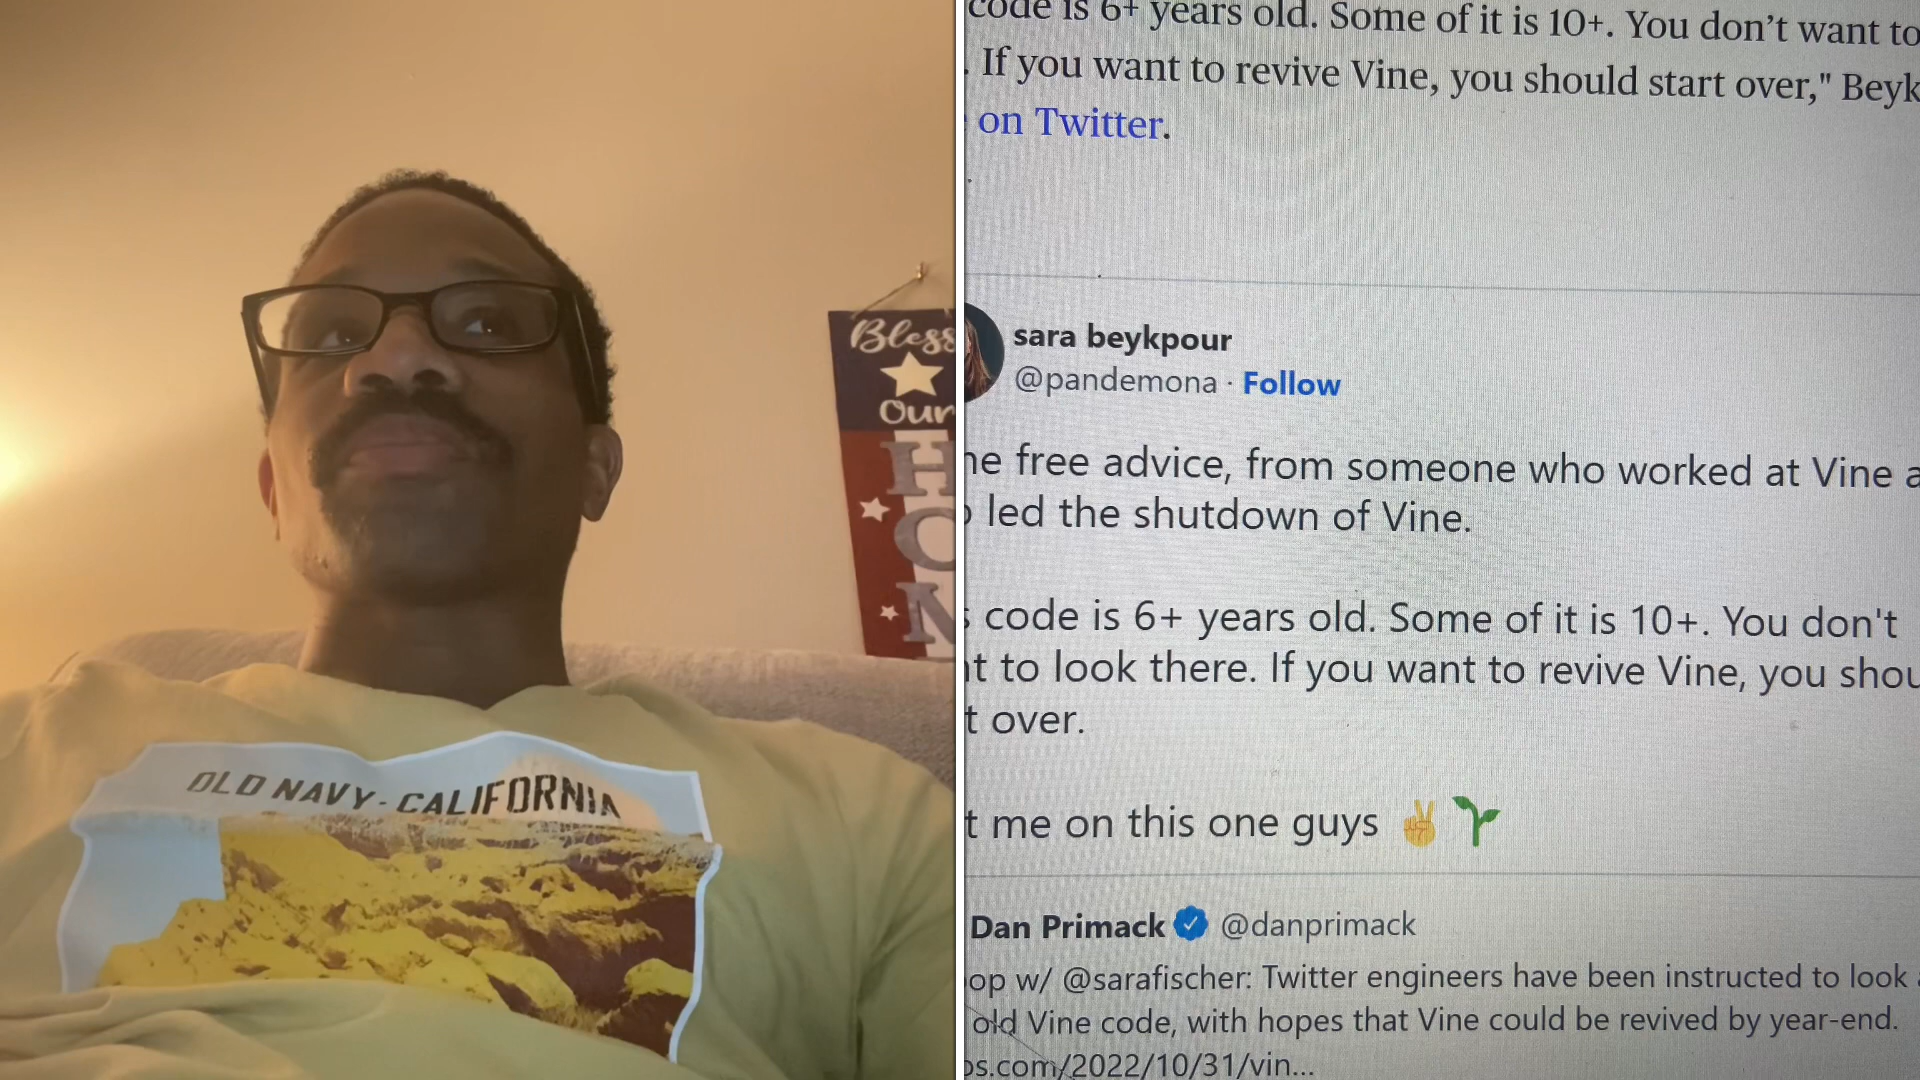 Bless
Our
HOM
OLD NAVY - CALIFORNIA
code is 6+ years old. Some of it is 10+. You don’t want to
. If you want to revive Vine, you should start over," Beyk
on Twitter.
sara beykpour
@pandemona · Follow
free advice, from someone who worked at Vine
led the shutdown of Vine.
code is 6+ years old. Some of it is 10+. You don't
to look there. If you want to revive Vine, you shou
over.
me on this one guys ✌️🌱
Dan Primack @danprimack
op w/ @sarafischer: Twitter engineers have been instructed to look
old Vine code, with hopes that Vine could be revived by year-end.
os.com/2022/10/31/vin...